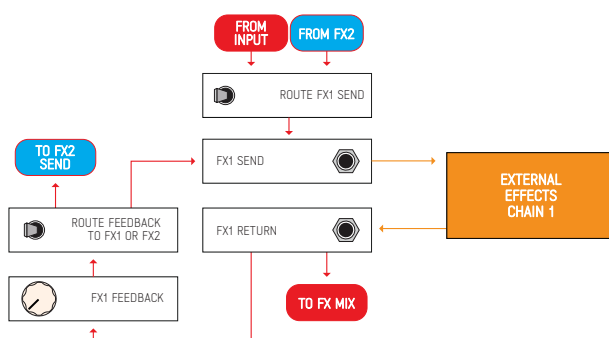 FROM
INPUT
FROM FX2
ROUTE FX1 SEND
TO FX2
SEND
FX1 SEND
EXTERNAL
EFFECTS
CHAIN 1
ROUTE FEEDBACK
TO FX1 OR FX2
FX1 RETURN
FX1 FEEDBACK
TO FX MIX